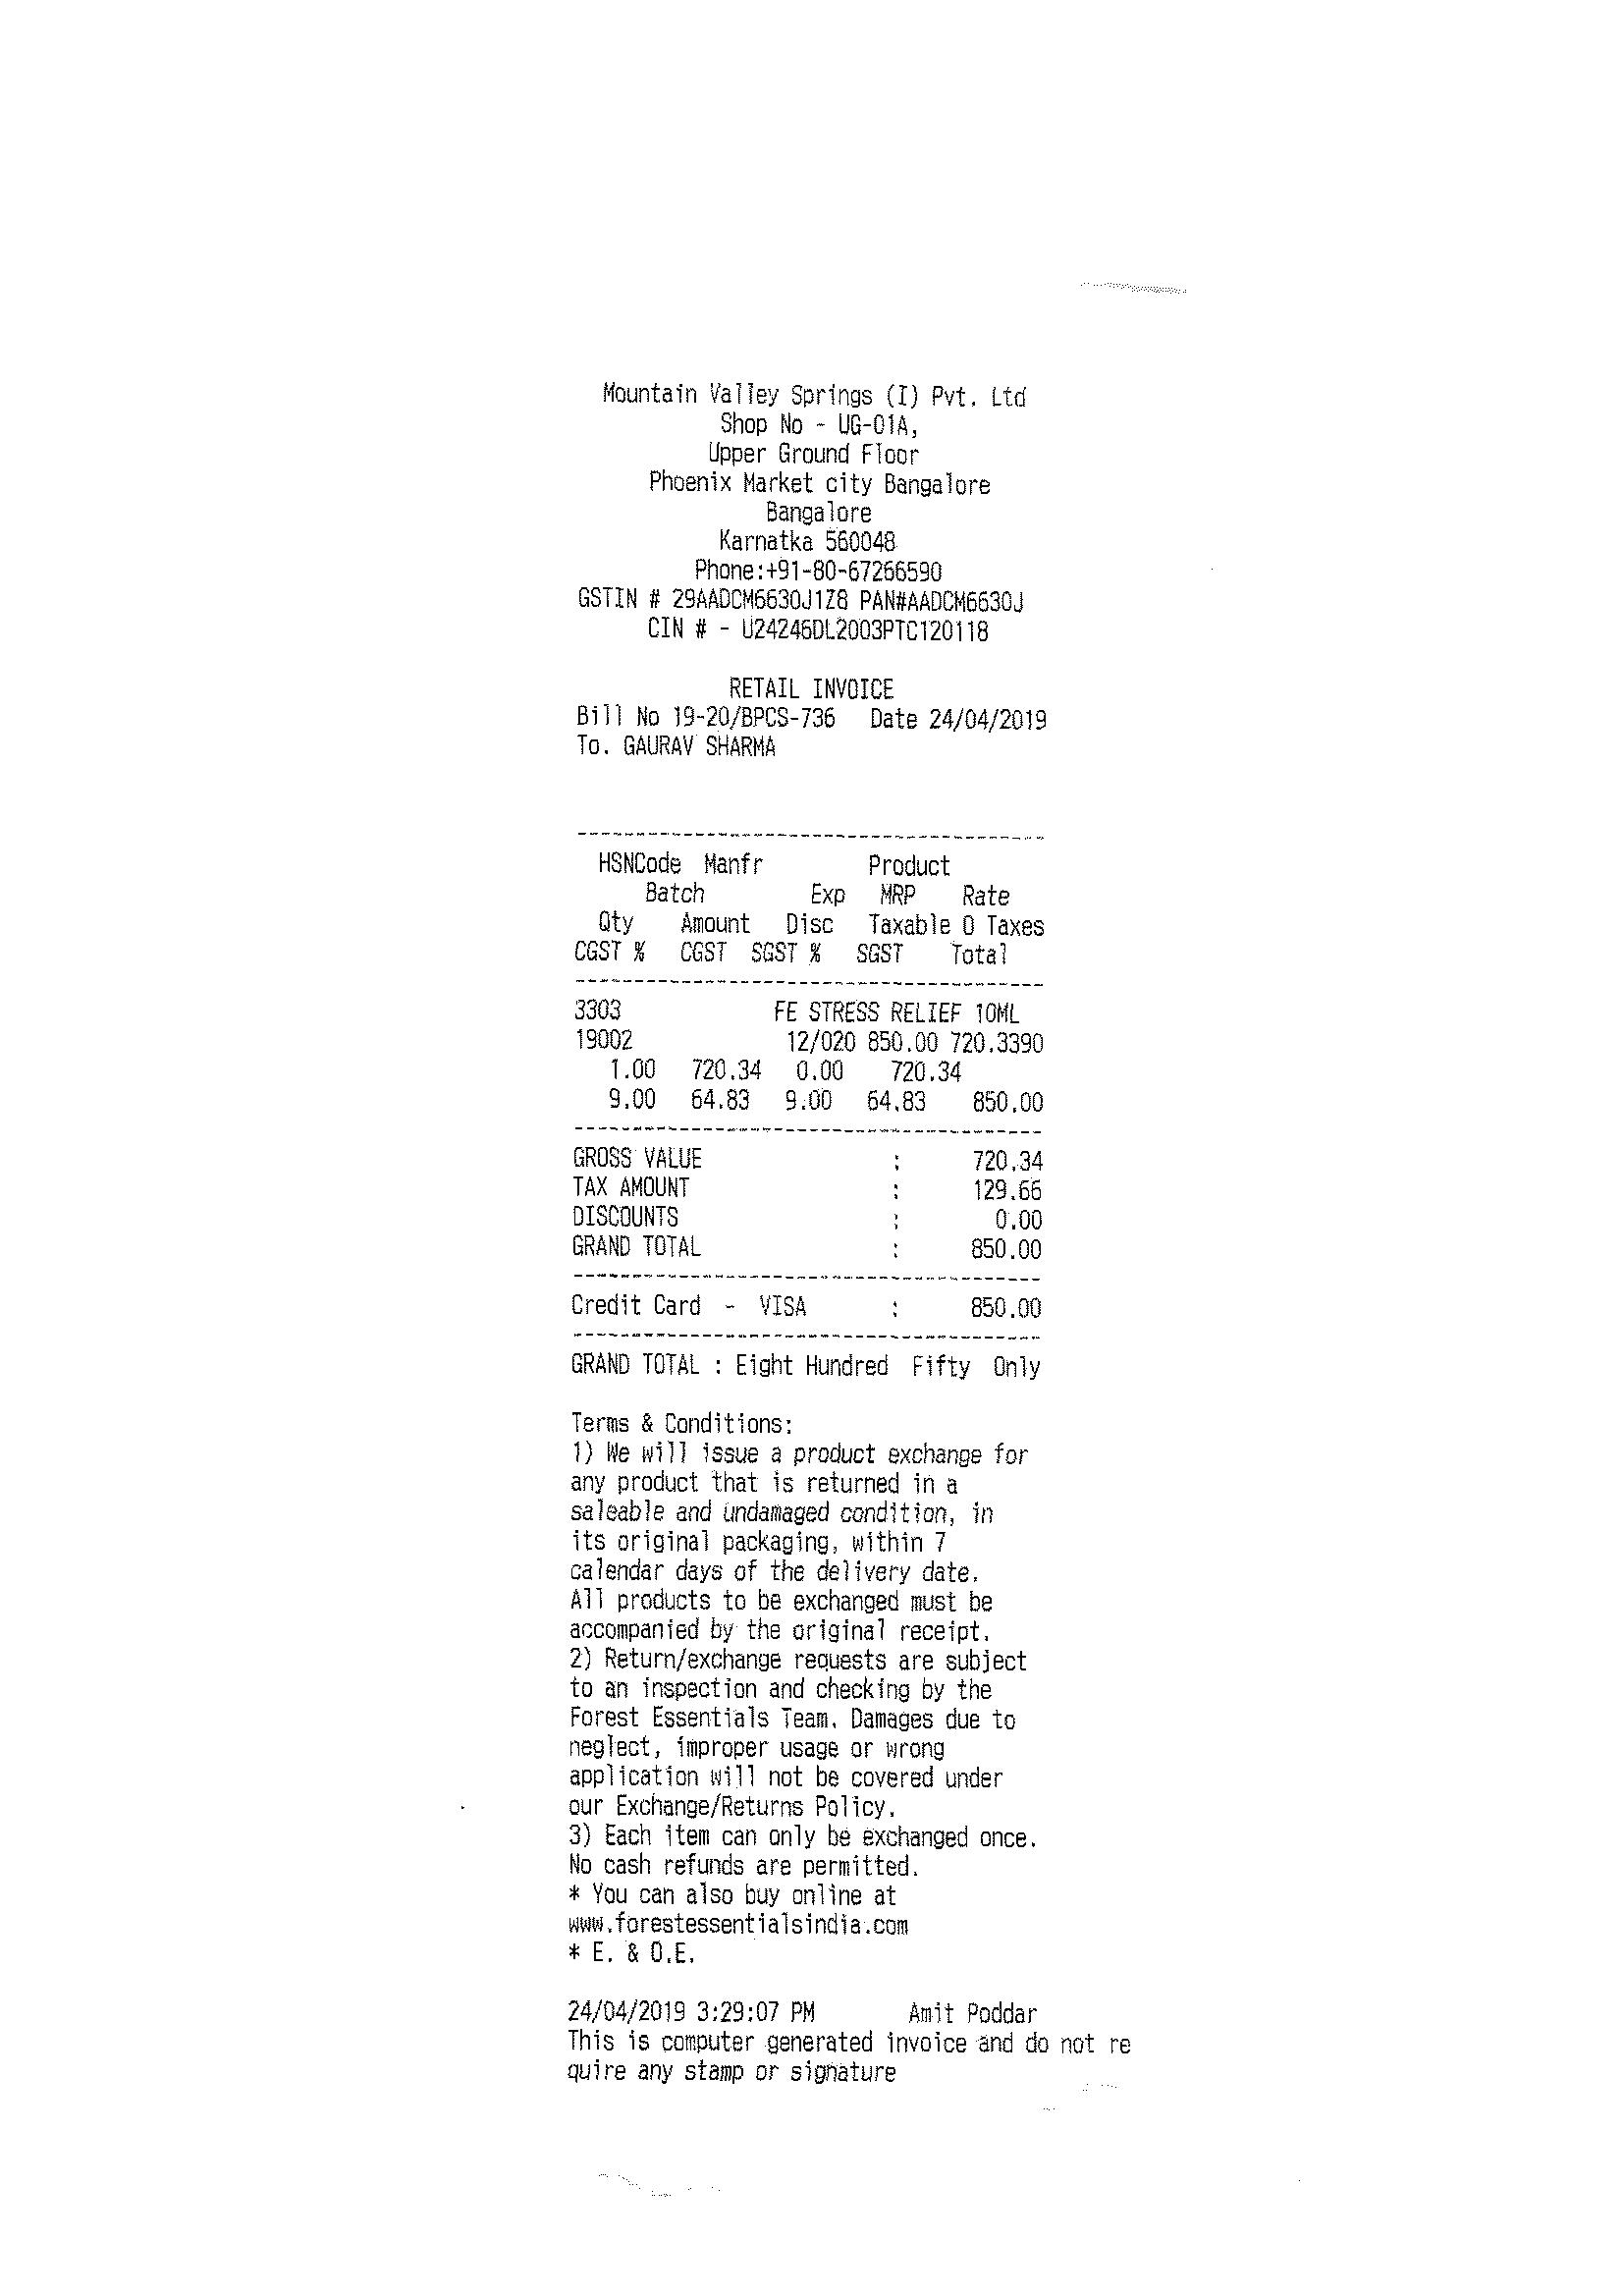 Mountain Valley Springs (I) Pvt. Ltd
Shop No - UG-01A,
Upper Ground Floor
Phoenix Market city Bangalore
Bangalore
Karnatka 560048
Phone:+91-80-67266590
GSTIN # 29AADCM6630J1Z8 PAN#AADCM6630J
CIN # - U24246DL2003PTC120118
RETAIL INVOICE
Bill No 19-20/BPCS-736 Date 24/04/2019
To. GAURAV SHARMA
HSNCode Manfr Product
Batch Exp MRP Rate
Qty Amount Disc Taxable O Taxes
CGST % CGST SGST % SGST Total
3303 FE STRESS RELIEF 10ML
19002 12/020 850.00 720.3390
1.00 720.34 0.00 720.34
9.00 64.83 9.00 64.83 850.00
GROSS VALUE : 720.34
TAX AMOUNT : 129.66
DISCOUNTS : 0.00
GRAND TOTAL : 850.00
Credit Card - VISA : 850.00
GRAND TOTAL : Eight Hundred Fifty Only
Terms & Conditions:
1) We will issue a product exchange for
any product that is returned in a
saleable and undamaged condition, in
its original packaging, within 7
calendar days of the delivery date.
All products to be exchanged must be
accompanied by the original receipt.
2) Return/exchange requests are subject
to an inspection and checking by the
Forest Essentials Team. Damages due to
neglect, improper usage or wrong
application will not be covered under
our Exchange/Returns Policy.
3) Each item can only be exchanged once.
No cash refunds are permitted.
* You can also buy online at
www.forestessentialsindia.com
* E. & O.E.
24/04/2019 3:29:07 PM Amit Poddar
This is computer generated invoice and do not re
quire any stamp or signature